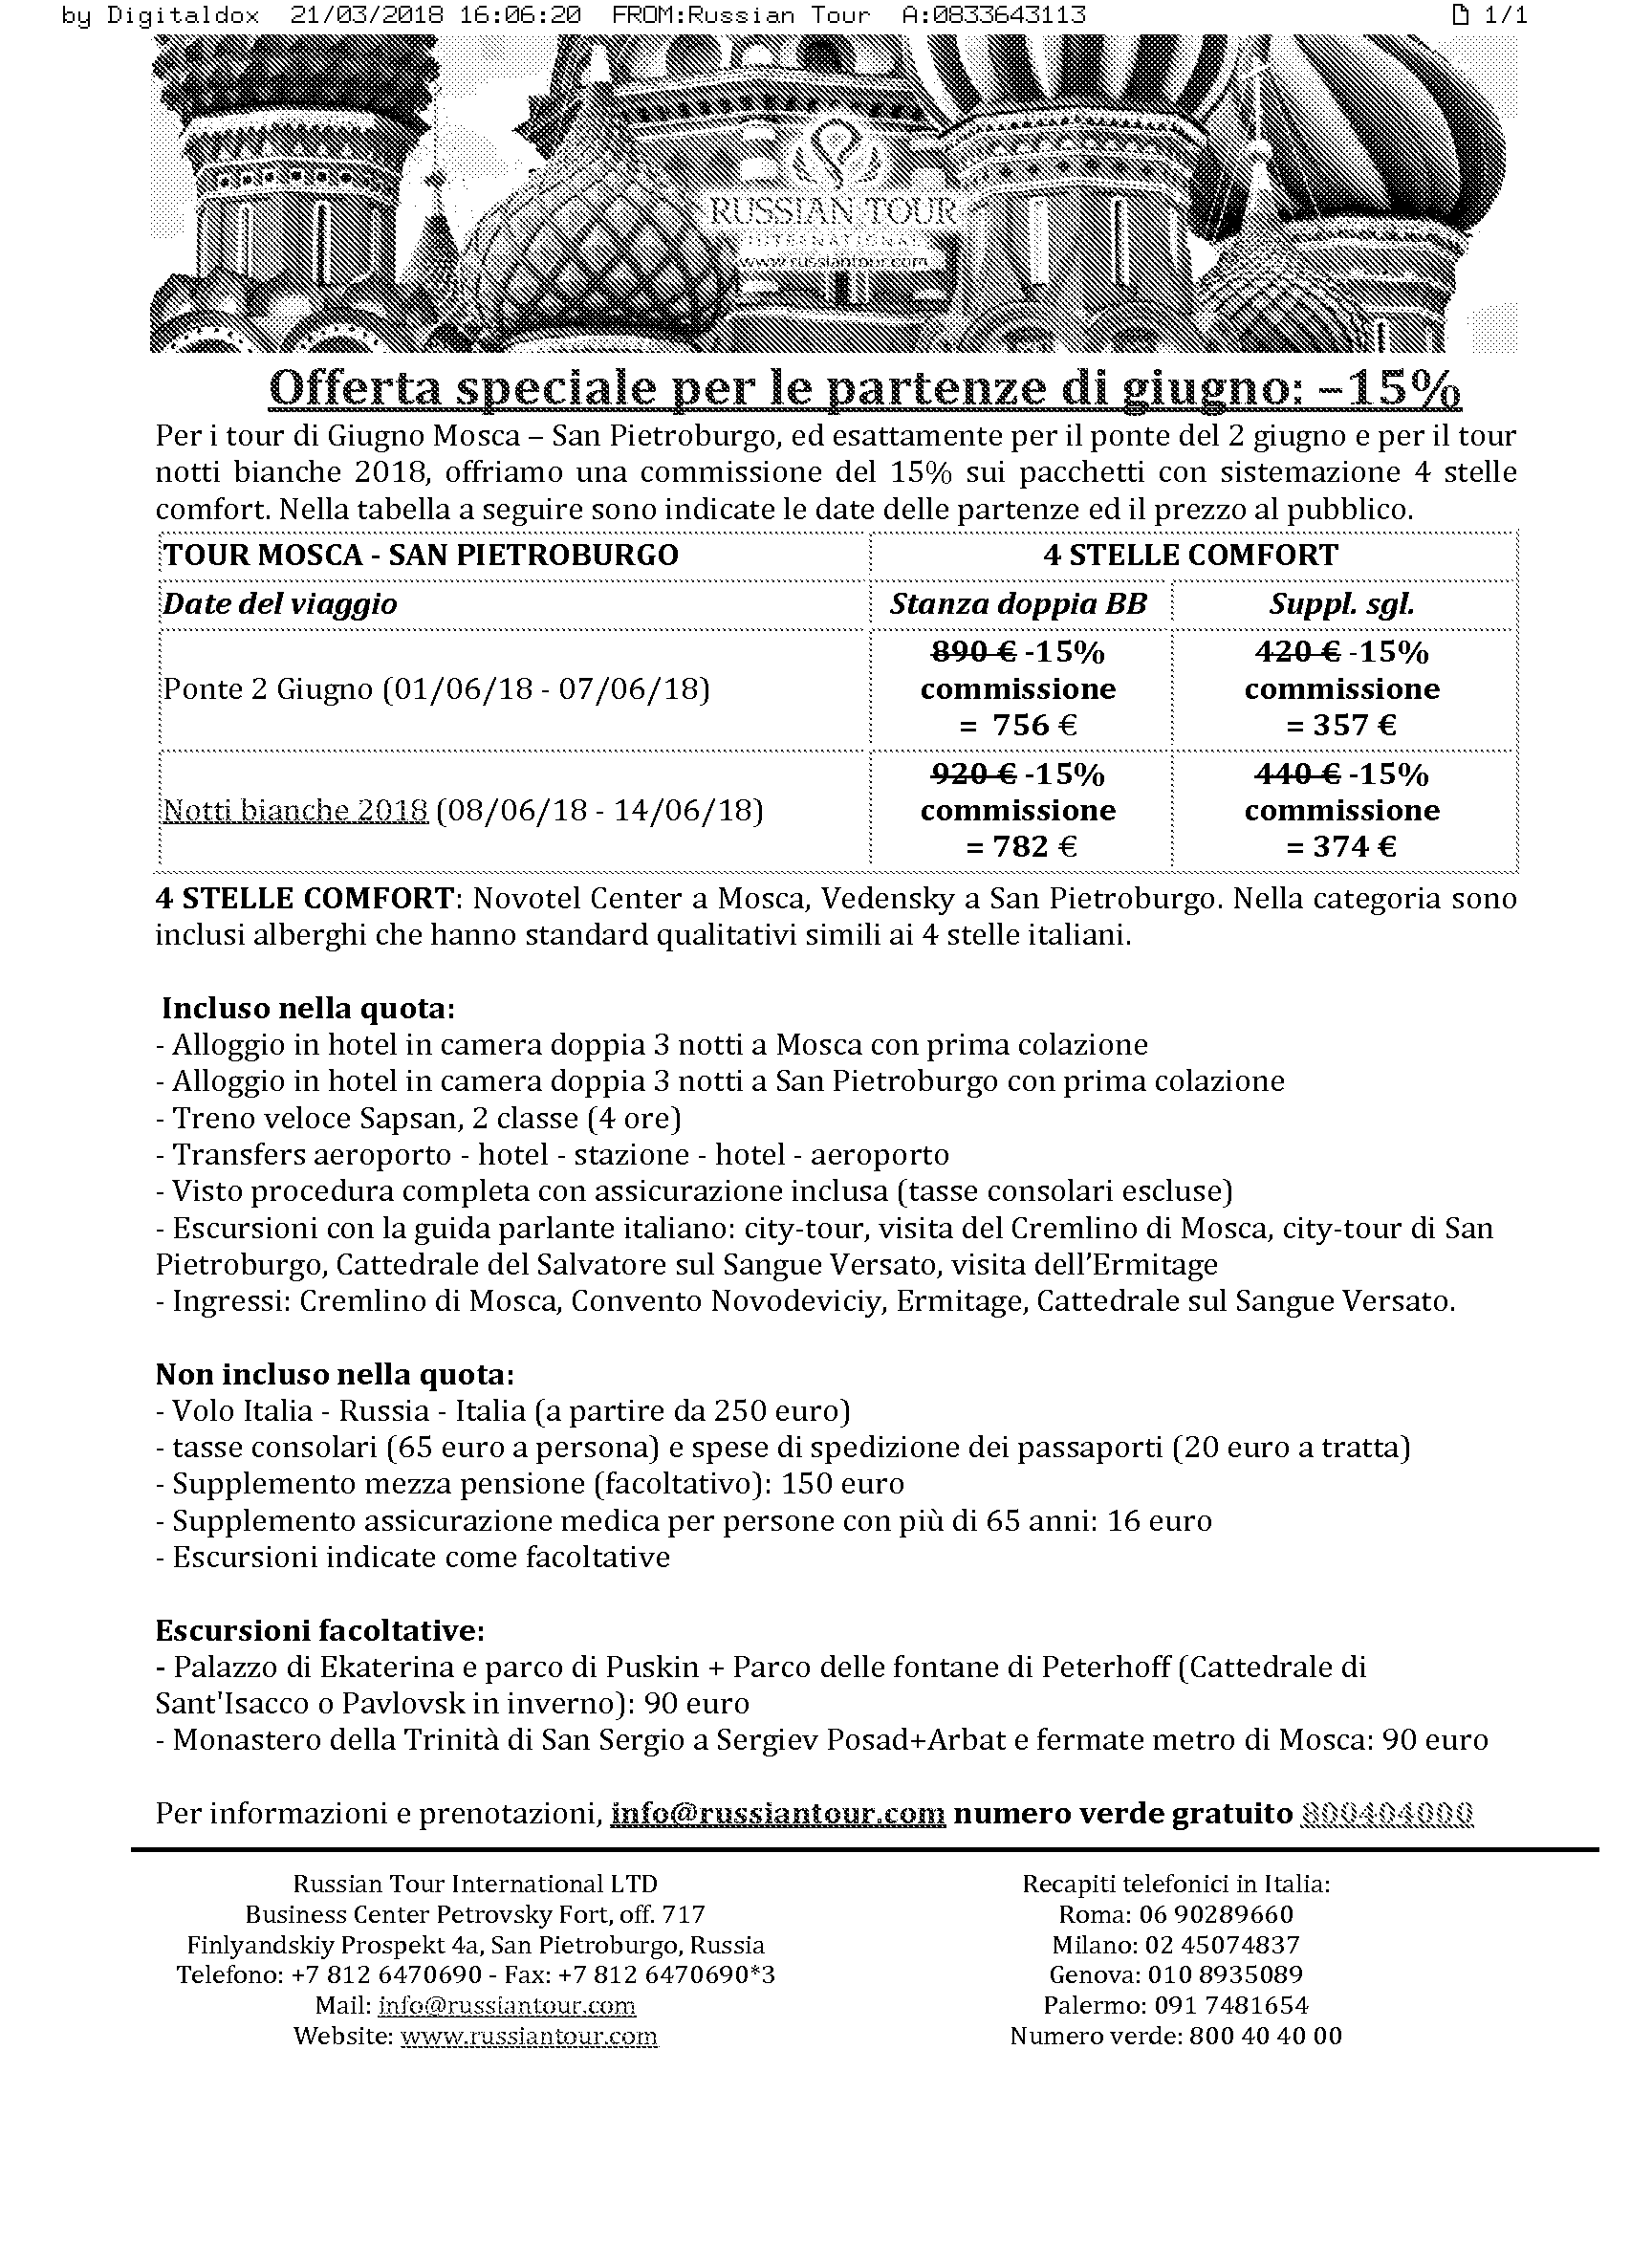 by Digitaldox 21/03/2018 16:06:20 FROM:Russian Tour A:0833643113 1/1
RUSSIAN TOUR
INTERNATIONAL
www.russiantour.com
Offerta speciale per le partenze di giugno: –15%
Per i tour di Giugno Mosca – San Pietroburgo, ed esattamente per il ponte del 2 giugno e per il tour
notti bianche 2018, offriamo una commissione del 15% sui pacchetti con sistemazione 4 stelle
comfort. Nella tabella a seguire sono indicate le date delle partenze ed il prezzo al pubblico.
TOUR MOSCA - SAN PIETROBURGO 4 STELLE COMFORT
Date del viaggio Stanza doppia BB Suppl. sgl.
890 € -15% 420 € -15%
Ponte 2 Giugno (01/06/18 - 07/06/18) commissione commissione
= 756 € = 357 €
920 € -15% 440 € -15%
Notti bianche 2018 (08/06/18 - 14/06/18) commissione commissione
= 782 € = 374 €
4 STELLE COMFORT: Novotel Center a Mosca, Vedensky a San Pietroburgo. Nella categoria sono
inclusi alberghi che hanno standard qualitativi simili ai 4 stelle italiani.
Incluso nella quota:
- Alloggio in hotel in camera doppia 3 notti a Mosca con prima colazione
- Alloggio in hotel in camera doppia 3 notti a San Pietroburgo con prima colazione
- Treno veloce Sapsan, 2 classe (4 ore)
- Transfers aeroporto - hotel - stazione - hotel - aeroporto
- Visto procedura completa con assicurazione inclusa (tasse consolari escluse)
- Escursioni con la guida parlante italiano: city-tour, visita del Cremlino di Mosca, city-tour di San
Pietroburgo, Cattedrale del Salvatore sul Sangue Versato, visita dell'Ermitage
- Ingressi: Cremlino di Mosca, Convento Novodeviciy, Ermitage, Cattedrale sul Sangue Versato.
Non incluso nella quota:
- Volo Italia - Russia - Italia (a partire da 250 euro)
- tasse consolari (65 euro a persona) e spese di spedizione dei passaporti (20 euro a tratta)
- Supplemento mezza pensione (facoltativo): 150 euro
- Supplemento assicurazione medica per persone con più di 65 anni: 16 euro
- Escursioni indicate come facoltative
Escursioni facoltative:
- Palazzo di Ekaterina e parco di Puskin + Parco delle fontane di Peterhoff (Cattedrale di
Sant'Isacco o Pavlovsk in inverno): 90 euro
- Monastero della Trinità di San Sergio a Sergiev Posad+Arbat e fermate metro di Mosca: 90 euro
Per informazioni e prenotazioni, info@russiantour.com numero verde gratuito 800404000
Russian Tour International LTD
Business Center Petrovsky Fort, off. 717
Finlyandskiy Prospekt 4a, San Pietroburgo, Russia
Telefono: +7 812 6470690 - Fax: +7 812 6470690*3
Mail: info@russiantour.com
Website: www.russiantour.com
Recapiti telefonici in Italia:
Roma: 06 90289660
Milano: 02 45074837
Genova: 010 8935089
Palermo: 091 7481654
Numero verde: 800 40 40 00